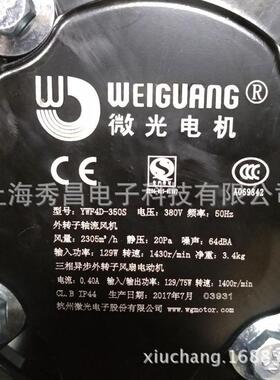 WEIGUANG®
微光电机
CE
CCC
A069842
上海秀昌电子科技有限公司
型号: YWF4D-350S 电压: 380V 频率: 50Hz
外转子轴流风机
风量: 2305m³/h 静压: 20Pa 噪声: 64dBA
输入功率: 129W 转速: 1430r/min 净重: 3.4kg
三相异步外转子风扇电动机
电流: 0.40A 输入/输出功率: 129/75W 转速: 1400r/min
CL.B IP44 生产日期: 2017年7月 03931
杭州微光电子股份有限公司 www.wgmotor.com
xiuchang.1688